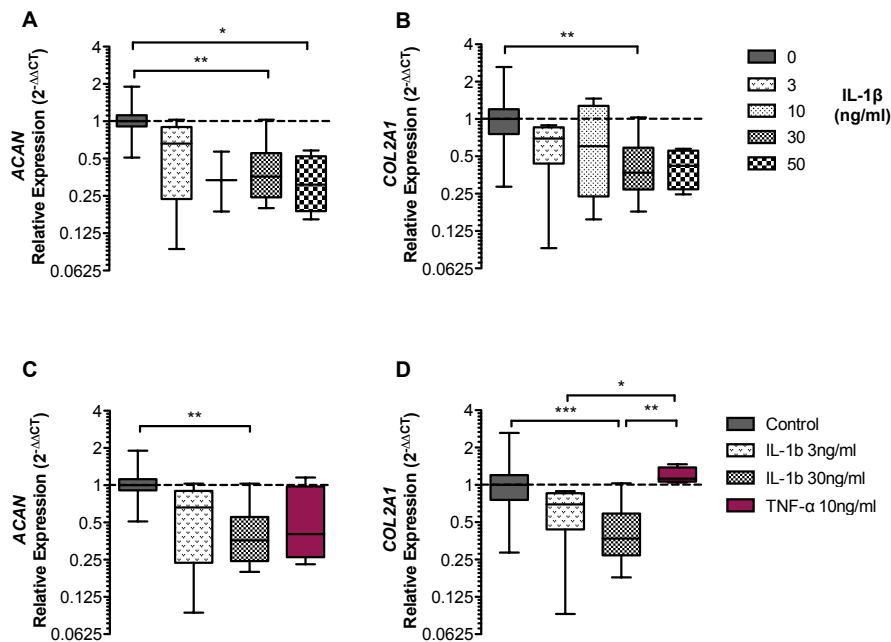 A
ACAN
Relative Expression (2-ΔΔCT)
4
2
1
0.5
0.25
0.125
0.0625
*
**
B
COL2A1
Relative Expression (2-ΔΔCT)
4
2
1
0.5
0.25
0.125
0.0625
**
0
3
10
30
50
IL-1β
(ng/ml)
C
ACAN
Relative Expression (2-ΔΔCT)
4
2
1
0.5
0.25
0.125
0.0625
**
D
COL2A1
Relative Expression (2-ΔΔCT)
4
2
1
0.5
0.25
0.125
0.0625
*
*** **
Control
IL-1b 3ng/ml
IL-1b 30ng/ml
TNF-α 10ng/ml